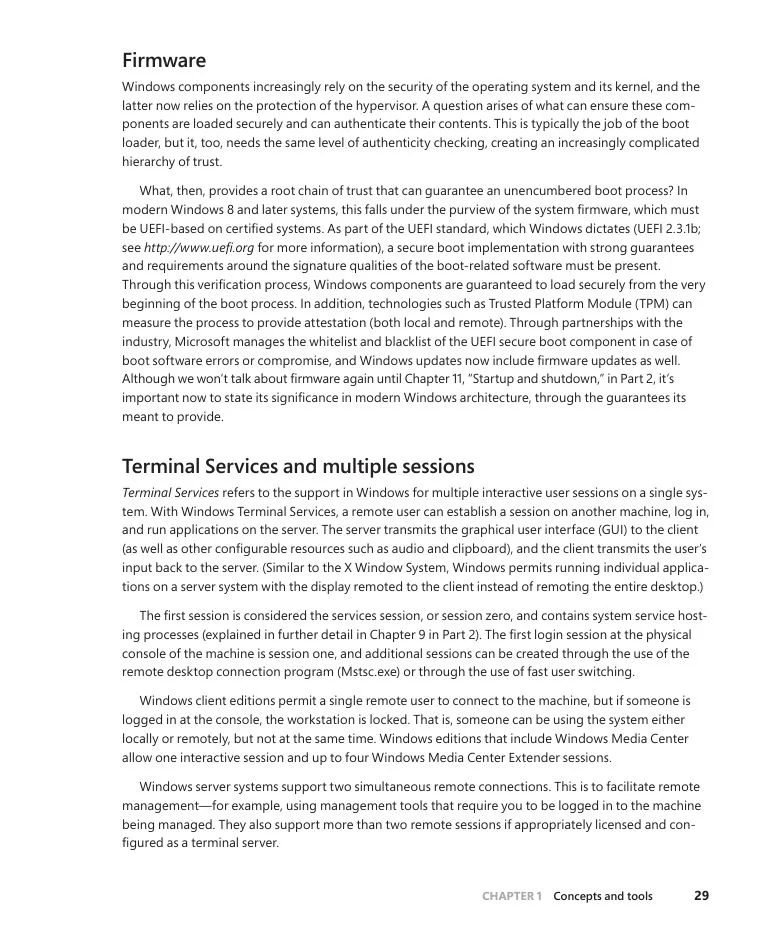 Firmware
Windows components increasingly rely on the security of the operating system and its kernel, and the
latter now relies on the protection of the hypervisor. A question arises of what can ensure these com-
ponents are loaded securely and can authenticate their contents. This is typically the job of the boot
loader, but it, too, needs the same level of authenticity checking, creating an increasingly complicated
hierarchy of trust.
What, then, provides a root chain of trust that can guarantee an unencumbered boot process? In
modern Windows 8 and later systems, this falls under the purview of the system firmware, which must
be UEFI-based on certified systems. As part of the UEFI standard, which Windows dictates (UEFI 2.3.1b;
see http://www.uefi.org for more information), a secure boot implementation with strong guarantees
and requirements around the signature qualities of the boot-related software must be present.
Through this verification process, Windows components are guaranteed to load securely from the very
beginning of the boot process. In addition, technologies such as Trusted Platform Module (TPM) can
measure the process to provide attestation (both local and remote). Through partnerships with the
industry, Microsoft manages the whitelist and blacklist of the UEFI secure boot component in case of
boot software errors or compromise, and Windows updates now include firmware updates as well.
Although we won't talk about firmware again until Chapter 11, “Startup and shutdown,” in Part 2, it's
important now to state its significance in modern Windows architecture, through the guarantees its
meant to provide.
Terminal Services and multiple sessions
Terminal Services refers to the support in Windows for multiple interactive user sessions on a single sys-
tem. With Windows Terminal Services, a remote user can establish a session on another machine, log in,
and run applications on the server. The server transmits the graphical user interface (GUI) to the client
(as well as other configurable resources such as audio and clipboard), and the client transmits the user's
input back to the server. (Similar to the X Window System, Windows permits running individual applica-
tions on a server system with the display remoted to the client instead of remoting the entire desktop.)
The first session is considered the services session, or session zero, and contains system service host-
ing processes (explained in further detail in Chapter 9 in Part 2). The first login session at the physical
console of the machine is session one, and additional sessions can be created through the use of the
remote desktop connection program (Mstsc.exe) or through the use of fast user switching.
Windows client editions permit a single remote user to connect to the machine, but if someone is
logged in at the console, the workstation is locked. That is, someone can be using the system either
locally or remotely, but not at the same time. Windows editions that include Windows Media Center
allow one interactive session and up to four Windows Media Center Extender sessions.
Windows server systems support two simultaneous remote connections. This is to facilitate remote
management—for example, using management tools that require you to be logged in to the machine
being managed. They also support more than two remote sessions if appropriately licensed and con-
figured as a terminal server.
CHAPTER 1 Concepts and tools 29